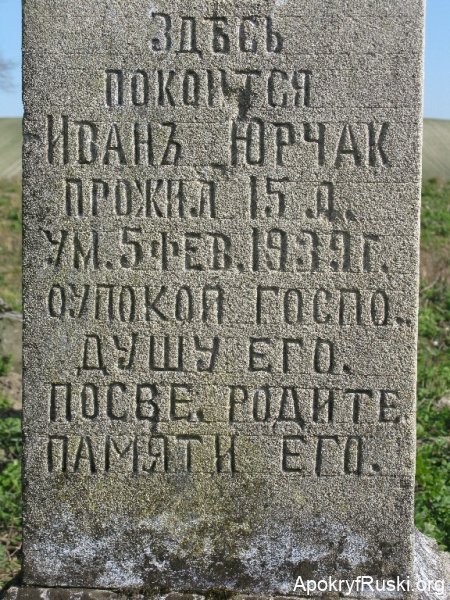 ЗДѢСЬ
ПОКОИТСЯ
ИВАНЪ ЮРЧАК
ПРОЖИЛ 15 Л.
УМ. 5 ФЕВ. 1939 Г.
ОУПОКОЙ ГОСПО.
ДУШУ ЕГО.
ПОСВЕ. РОДИТЕ.
ПАМЯТИ ЕГО.
ApokryfRuski.org